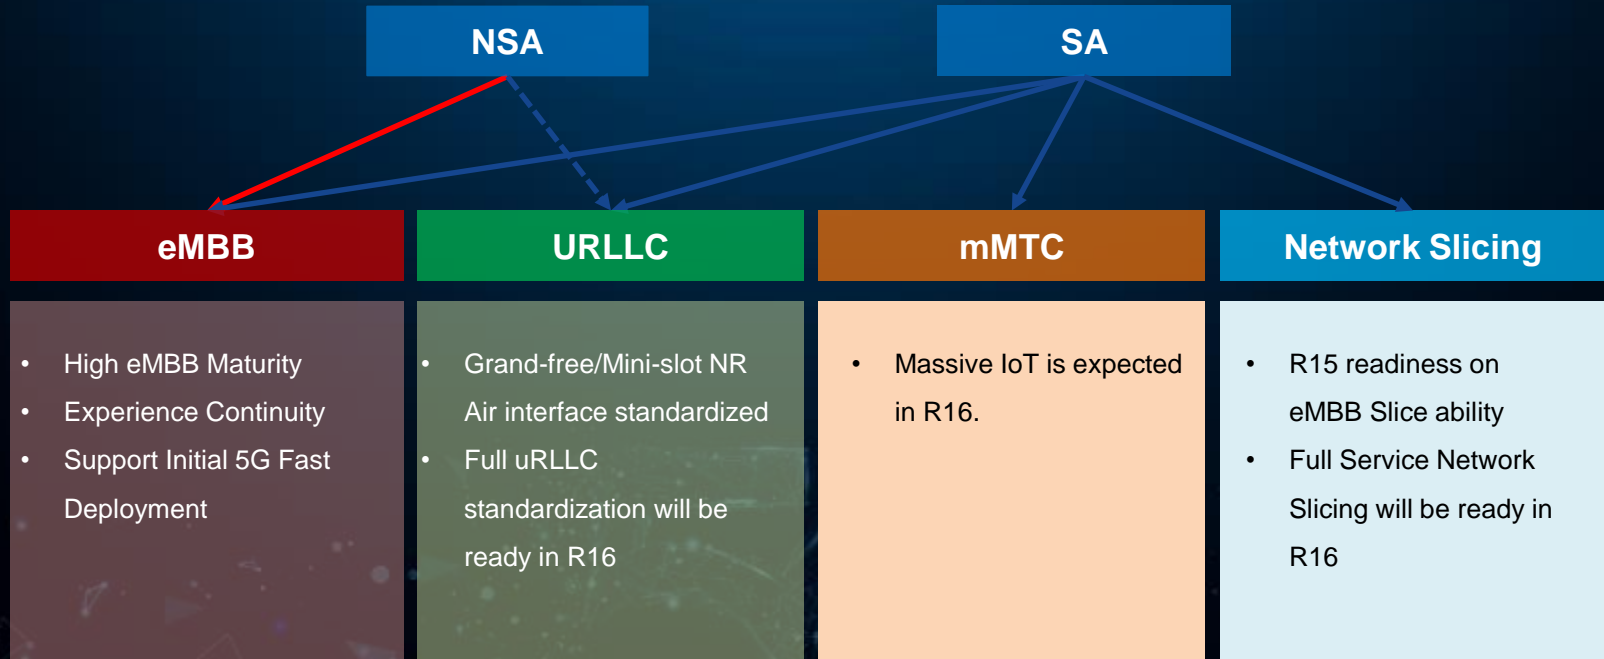 NSA
SA
eMBB
URLLC
mMTC
Network Slicing
• High eMBB Maturity
• Experience Continuity
• Support Initial 5G Fast
Deployment
• Grand-free/Mini-slot NR
Air interface standardized
• Full uRLLC
standardization will be
ready in R16
• Massive IoT is expected
in R16.
• R15 readiness on
eMBB Slice ability
• Full Service Network
Slicing will be ready in
R16